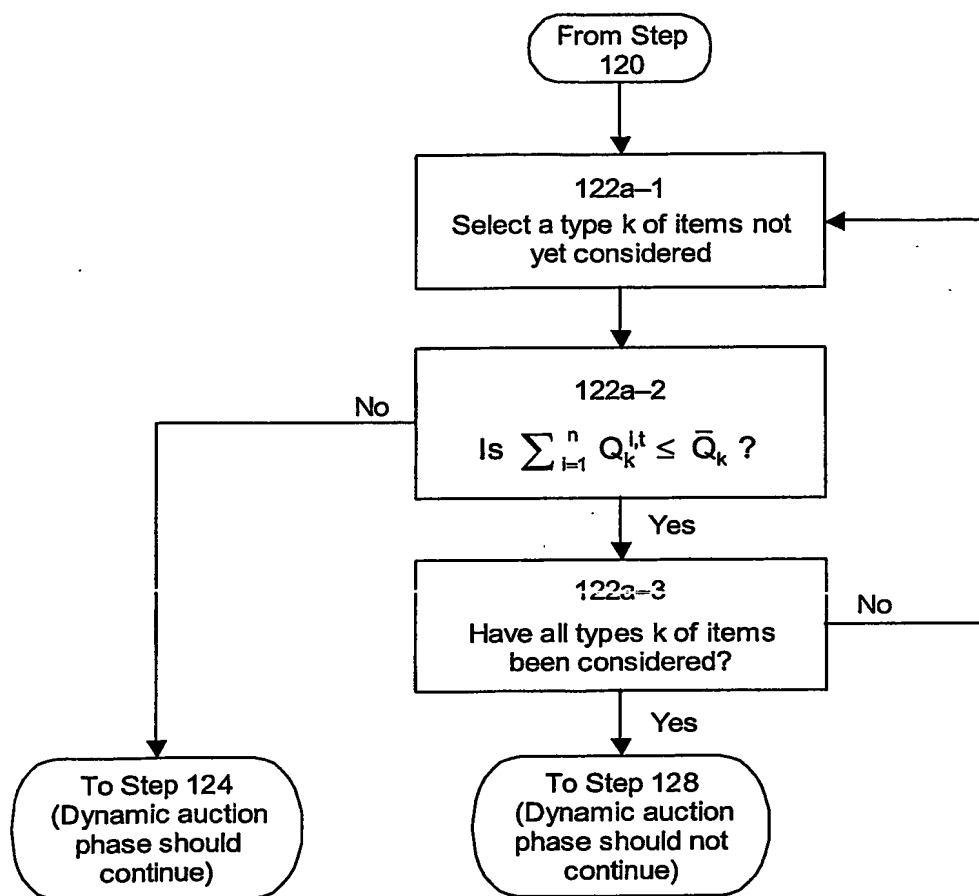 From Step
120
122a–1
Select a type k of items not
yet considered
122a–2
No
Is ∑ⁿᵢ₌₁ Qₖⁱ,ᵗ ≤ Q̄ₖ ?
Yes
122a–3
No
Have all types k of items
been considered?
Yes
To Step 124
(Dynamic auction
phase should
continue)
To Step 128
(Dynamic auction
phase should not
continue)